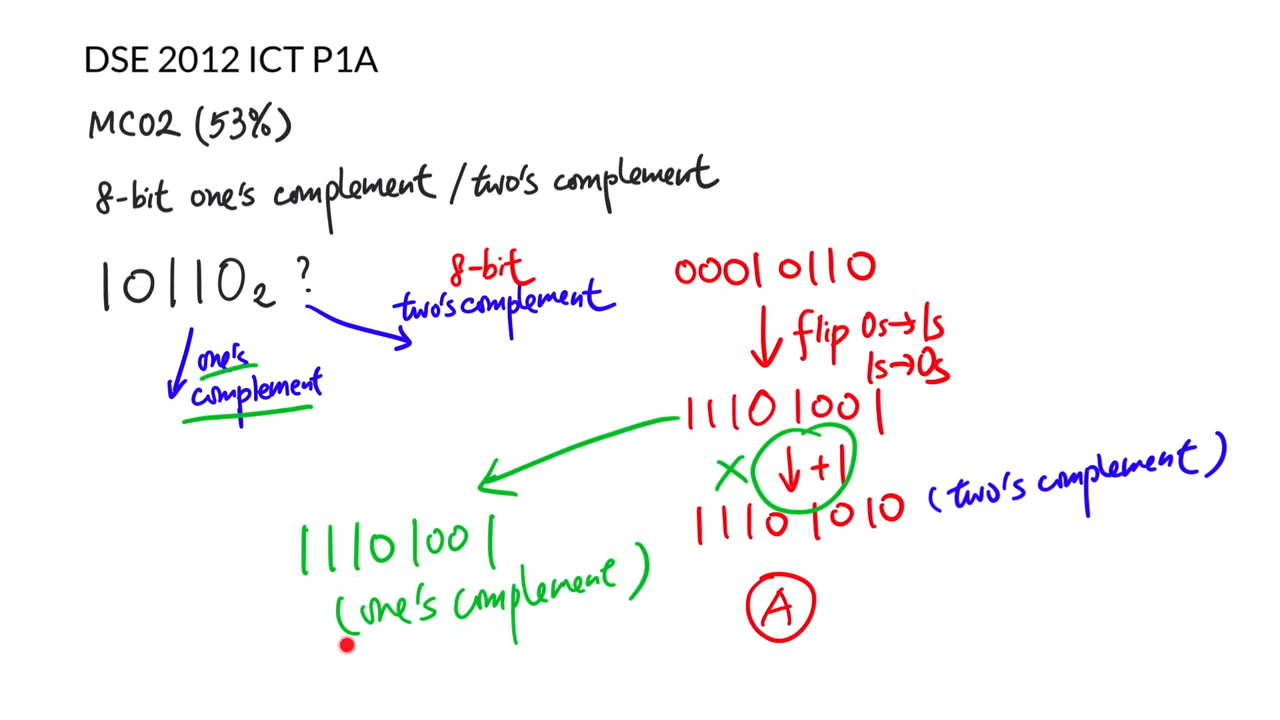 DSE 2012 ICT P1A
MC02 (53%)
8-bit one's complement / two's complement
10110₂ ?
8-bit
two's complement
one's
complement
00010110
flip 0s→1s
1s→0s
11101001
× ↓+1
11101010 (two's complement)
A
11101001
(one's complement)